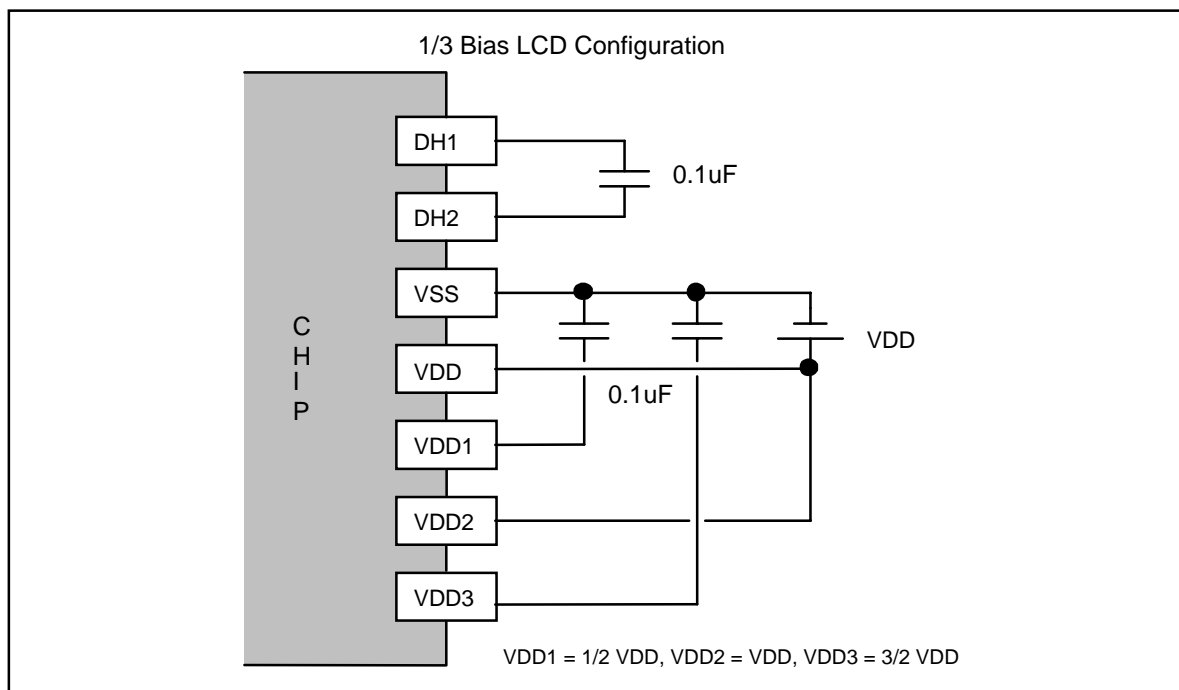 1/3 Bias LCD Configuration
DH1
0.1uF
DH2
VSS
C
H
I
P
VDD
VDD
0.1uF
VDD1
VDD2
VDD3
VDD1 = 1/2 VDD, VDD2 = VDD, VDD3 = 3/2 VDD